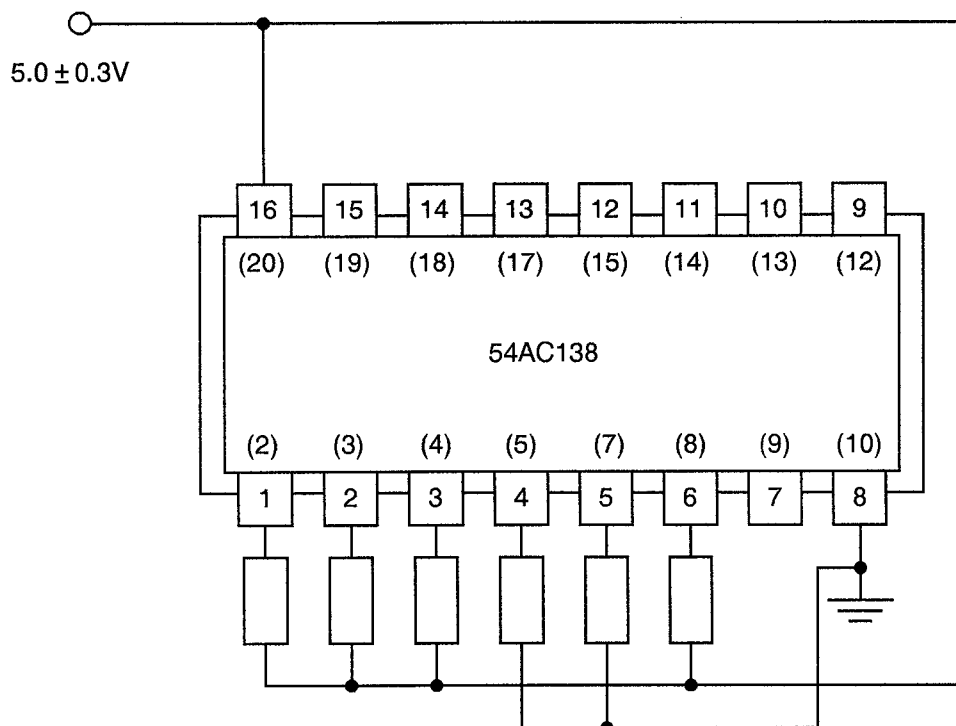 5.0 ± 0.3V
16 15 14 13 12 11 10 9
(20) (19) (18) (17) (15) (14) (13) (12)
54AC138
(2) (3) (4) (5) (7) (8) (9) (10)
1 2 3 4 5 6 7 8